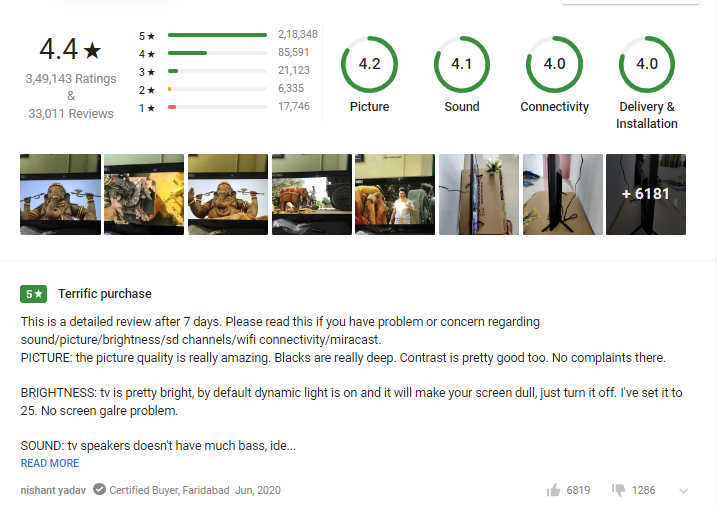 4.4 ★
3,49,143 Ratings
&
33,011 Reviews
5 ★ 2,18,348
4 ★ 85,591
3 ★ 21,123
2 ★ 6,335
1 ★ 17,746
4.2 4.1 4.0 4.0
Picture Sound Connectivity Delivery &
Installation
+ 6181
5 ★ Terrific purchase
This is a detailed review after 7 days. Please read this if you have problem or concern regarding
sound/picture/brightness/sd channels/wifi connectivity/miracast.
PICTURE: the picture quality is really amazing. Blacks are really deep. Contrast is pretty good too. No complaints there.
BRIGHTNESS: tv is pretty bright, by default dynamic light is on and it will make your screen dull, just turn it off. I've set it to
25. No screen galre problem.
SOUND: tv speakers doesn't have much bass, ide...
READ MORE
nishant yadav Certified Buyer, Faridabad Jun, 2020 6819 1286